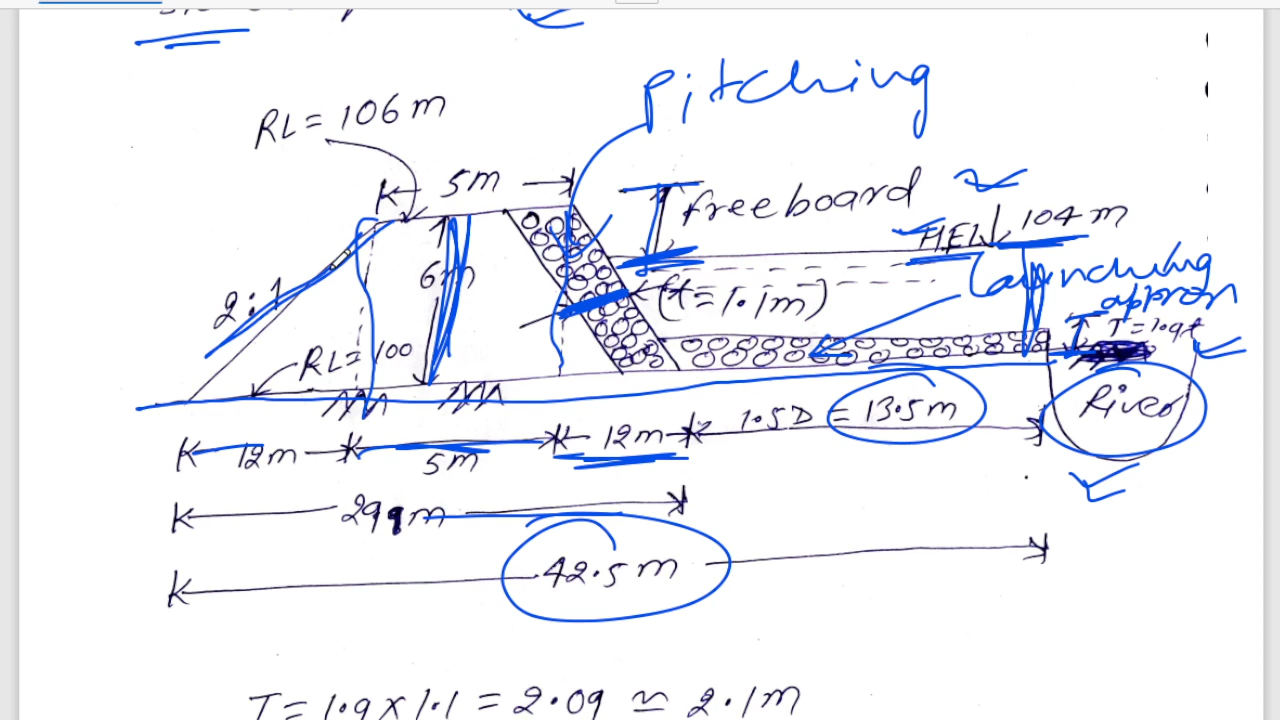 Pitching
RL = 106 m
5m
freeboard
HFL 104 m
Launching
appron
2:1
6m
(t = 1.1m)
T = 1.9t
RL = 100
River
12m
5m
12m
1.5D = 13.5m
29m
42.5m
T = 1.9 × 1.1 = 2.09 ≃ 2.1m